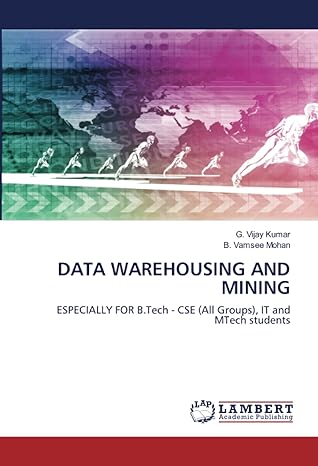 G. Vijay Kumar
B. Vamsee Mohan
DATA WAREHOUSING AND
MINING
ESPECIALLY FOR B.Tech - CSE (All Groups), IT and
MTech students
LAP LAMBERT
Academic Publishing